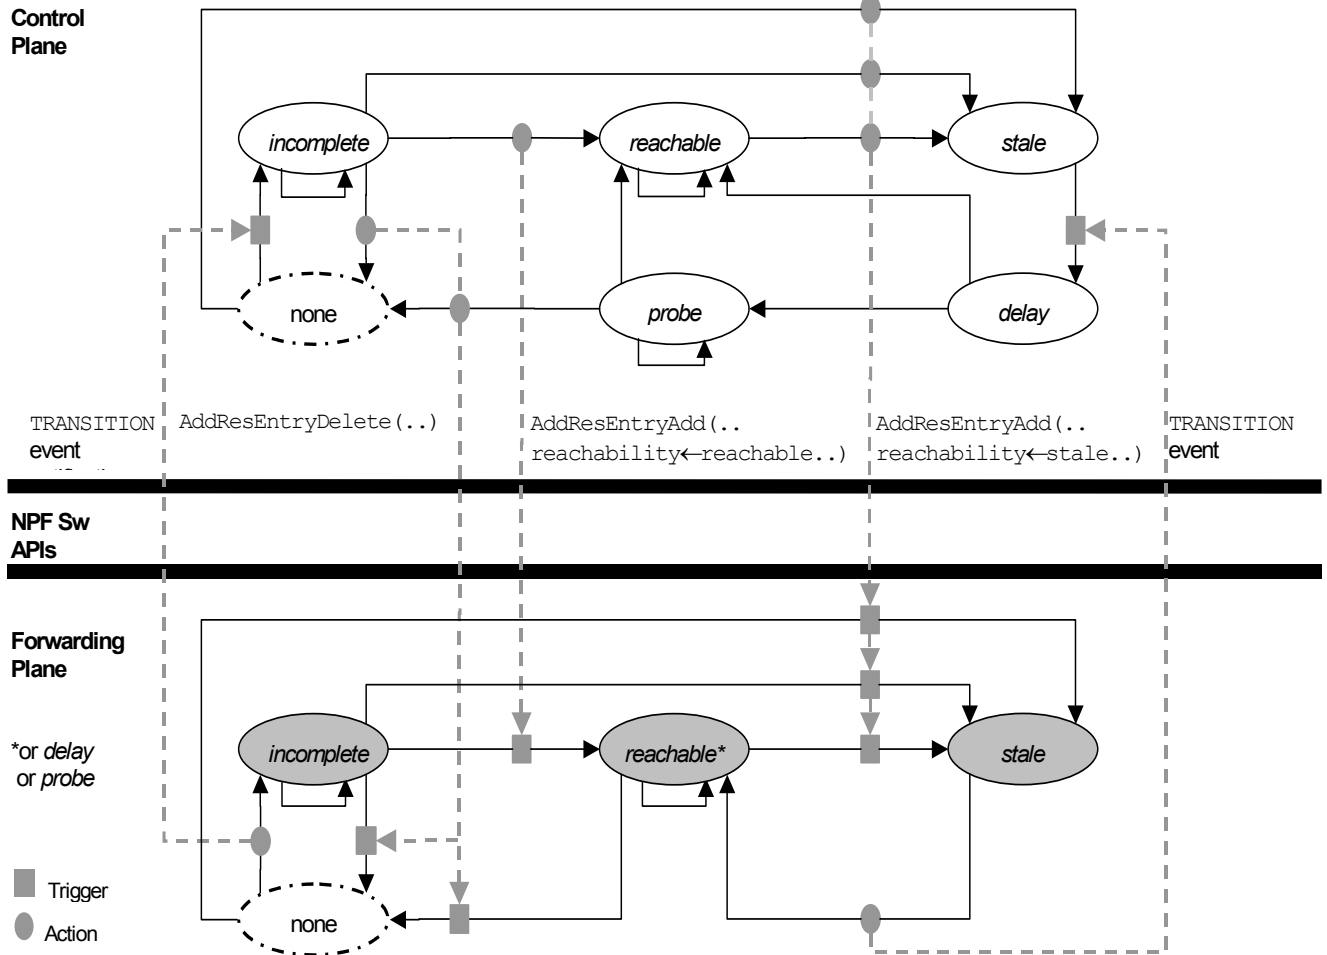 Control
Plane
incomplete
reachable
stale
none
probe
delay
TRANSITION
event
AddResEntryDelete(..)
AddResEntryAdd(..
reachability←reachable..)
AddResEntryAdd(..
reachability←stale..)
TRANSITION
event
NPF Sw
APIs
Forwarding
Plane
*or delay
or probe
incomplete
reachable*
stale
none
Trigger
Action